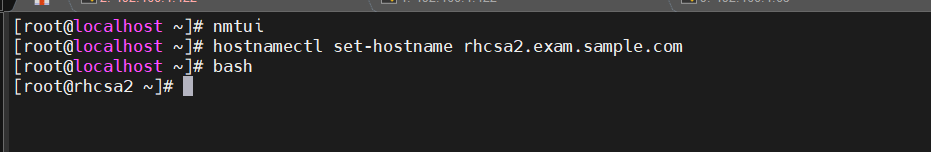 [root@localhost ~]# nmtui
[root@localhost ~]# hostnamectl set-hostname rhcsa2.exam.sample.com
[root@localhost ~]# bash
[root@rhcsa2 ~]#